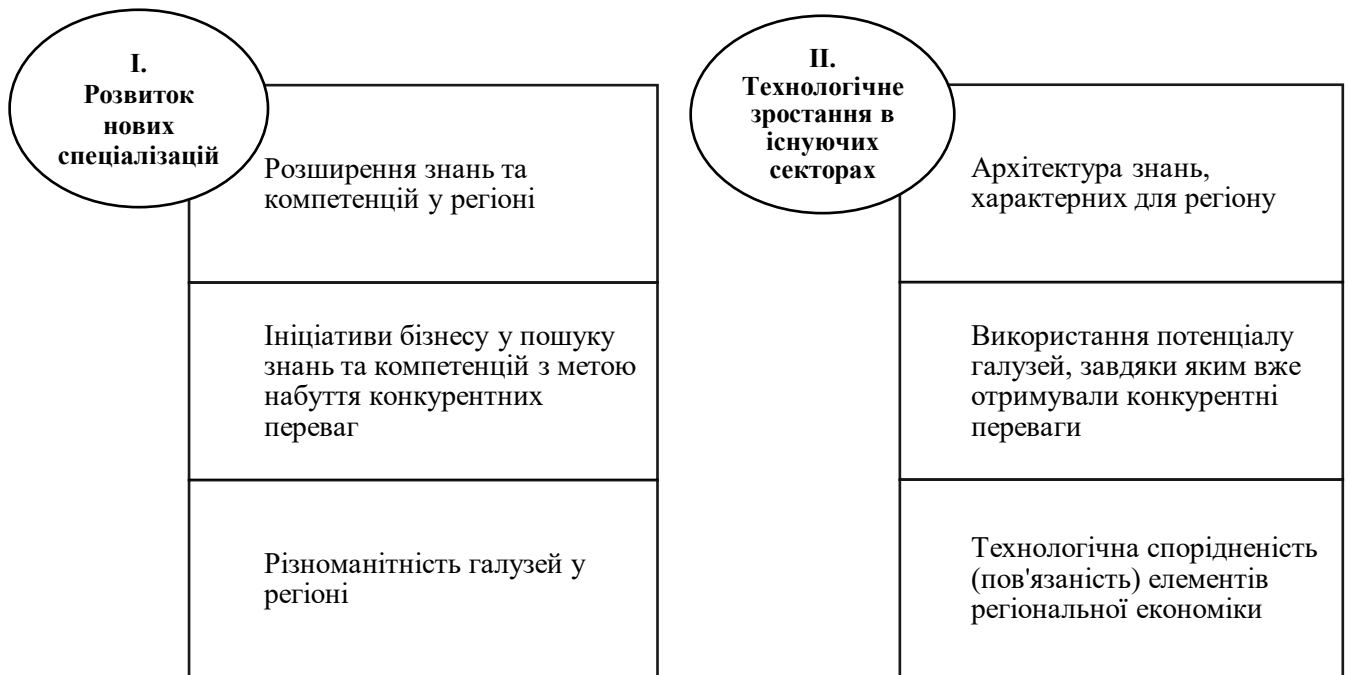 I.
Розвиток
нових
спеціалізацій
Розширення знань та
компетенцій у регіоні
Ініціативи бізнесу у пошуку
знань та компетенцій з метою
набуття конкурентних
переваг
Різноманітність галузей у
регіоні
II.
Технологічне
зростання в
існуючих
секторах
Архітектура знань,
характерних для регіону
Використання потенціалу
галузей, завдяки яким вже
отримували конкурентні
переваги
Технологічна спорідненість
(пов'язаність) елементів
регіональної економіки